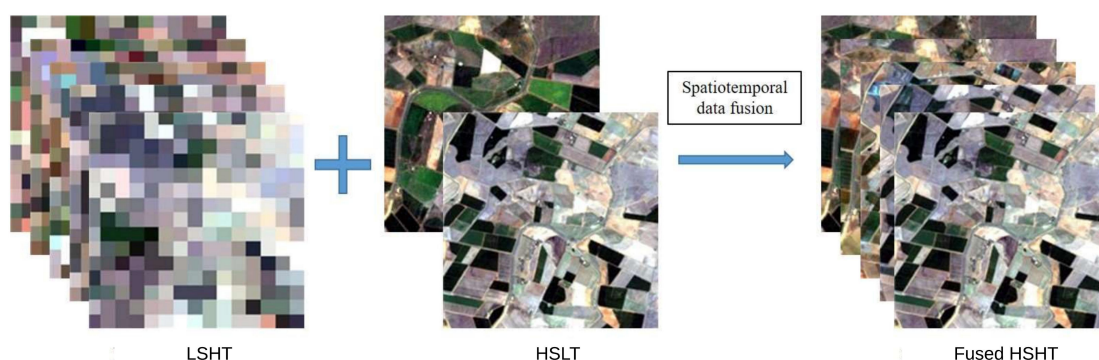 Spatiotemporal
data fusion
LSHT
HSLT
Fused HSHT